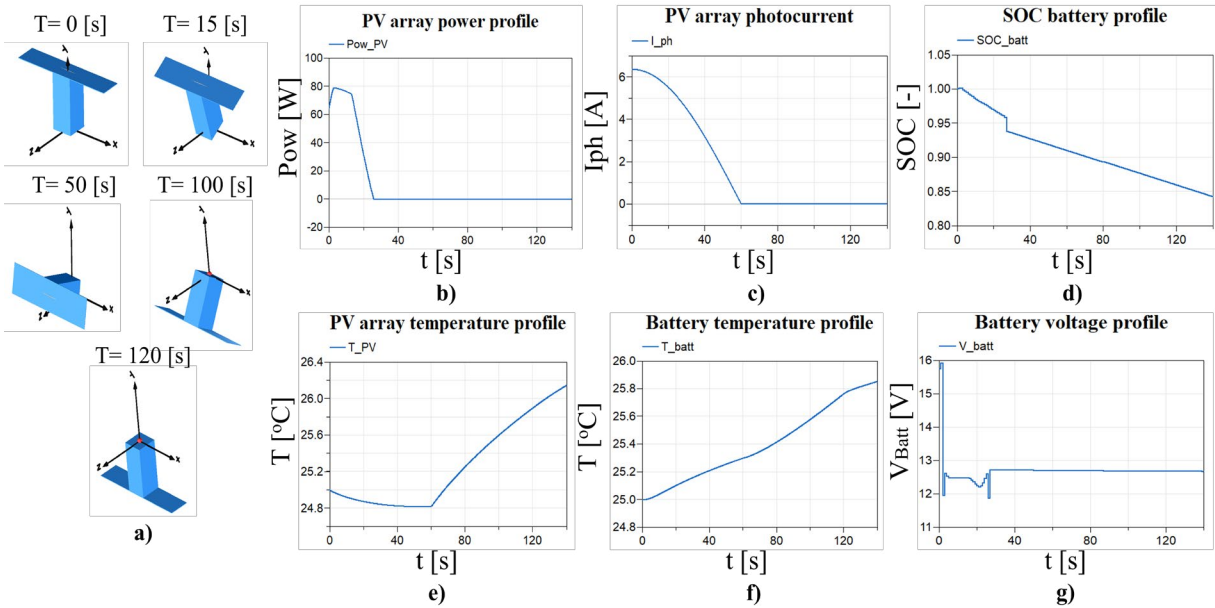 T= 0 [s]
T= 15 [s]
Y
Z
X
Y
Z
X
T= 50 [s]
T= 100 [s]
Y
X
Y
Z
X
T= 120 [s]
Y
Z
X
a)
PV array power profile
Pow_PV
Pow [W]
100
80
60
40
20
0
-20
0
40
80
120
t [s]
b)
PV array photocurrent
I_ph
Iph [A]
6
4
2
0
0
40
80
120
t [s]
c)
SOC battery profile
SOC_batt
SOC [-]
1.05
1.00
0.95
0.90
0.85
0.80
0
40
80
120
t [s]
d)
PV array temperature profile
T_PV
T [°C]
26.4
26.0
25.6
25.2
24.8
0
40
80
120
t [s]
e)
Battery temperature profile
T_batt
T [°C]
26.0
25.8
25.6
25.4
25.2
25.0
24.8
0
40
80
120
t [s]
f)
Battery voltage profile
V_batt
VBatt [V]
16
15
14
13
12
11
0
40
80
120
t [s]
g)